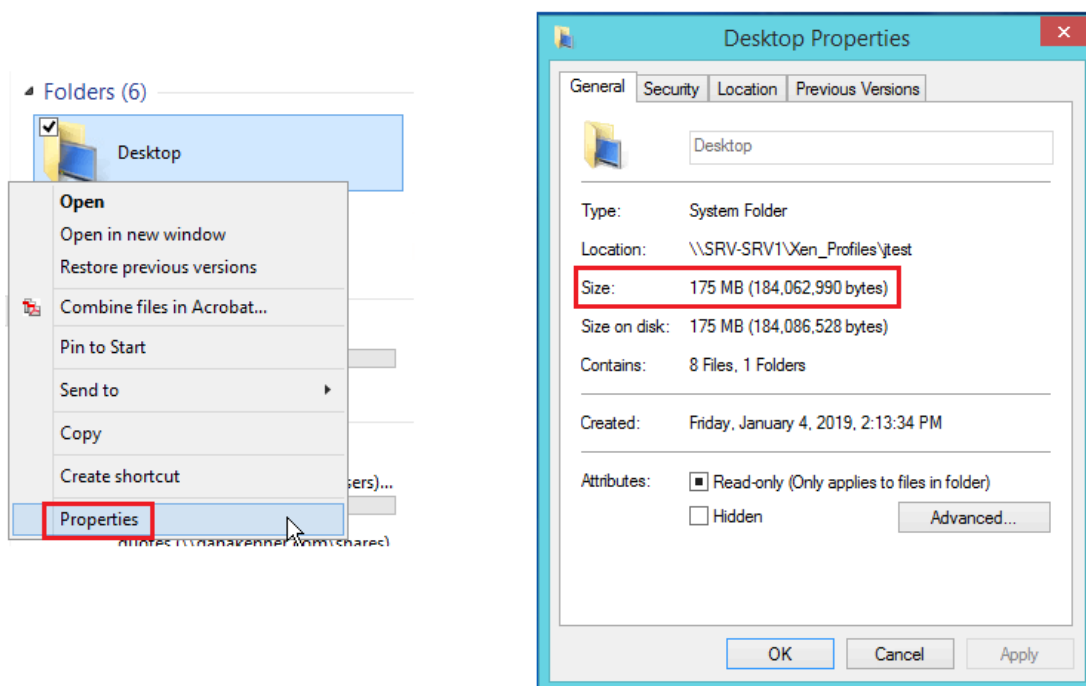 Folders (6)
Desktop
Open
Open in new window
Restore previous versions
Combine files in Acrobat...
Pin to Start
Send to
Copy
Create shortcut
Properties
sers)...
Desktop Properties
General Security Location Previous Versions
Desktop
Type: System Folder
Location: \\SRV-SRV1\Xen_Profiles\jtest
Size: 175 MB (184,062,990 bytes)
Size on disk: 175 MB (184,086,528 bytes)
Contains: 8 Files, 1 Folders
Created: Friday, January 4, 2019, 2:13:34 PM
Attributes: Read-only (Only applies to files in folder)
Hidden Advanced...
OK Cancel Apply